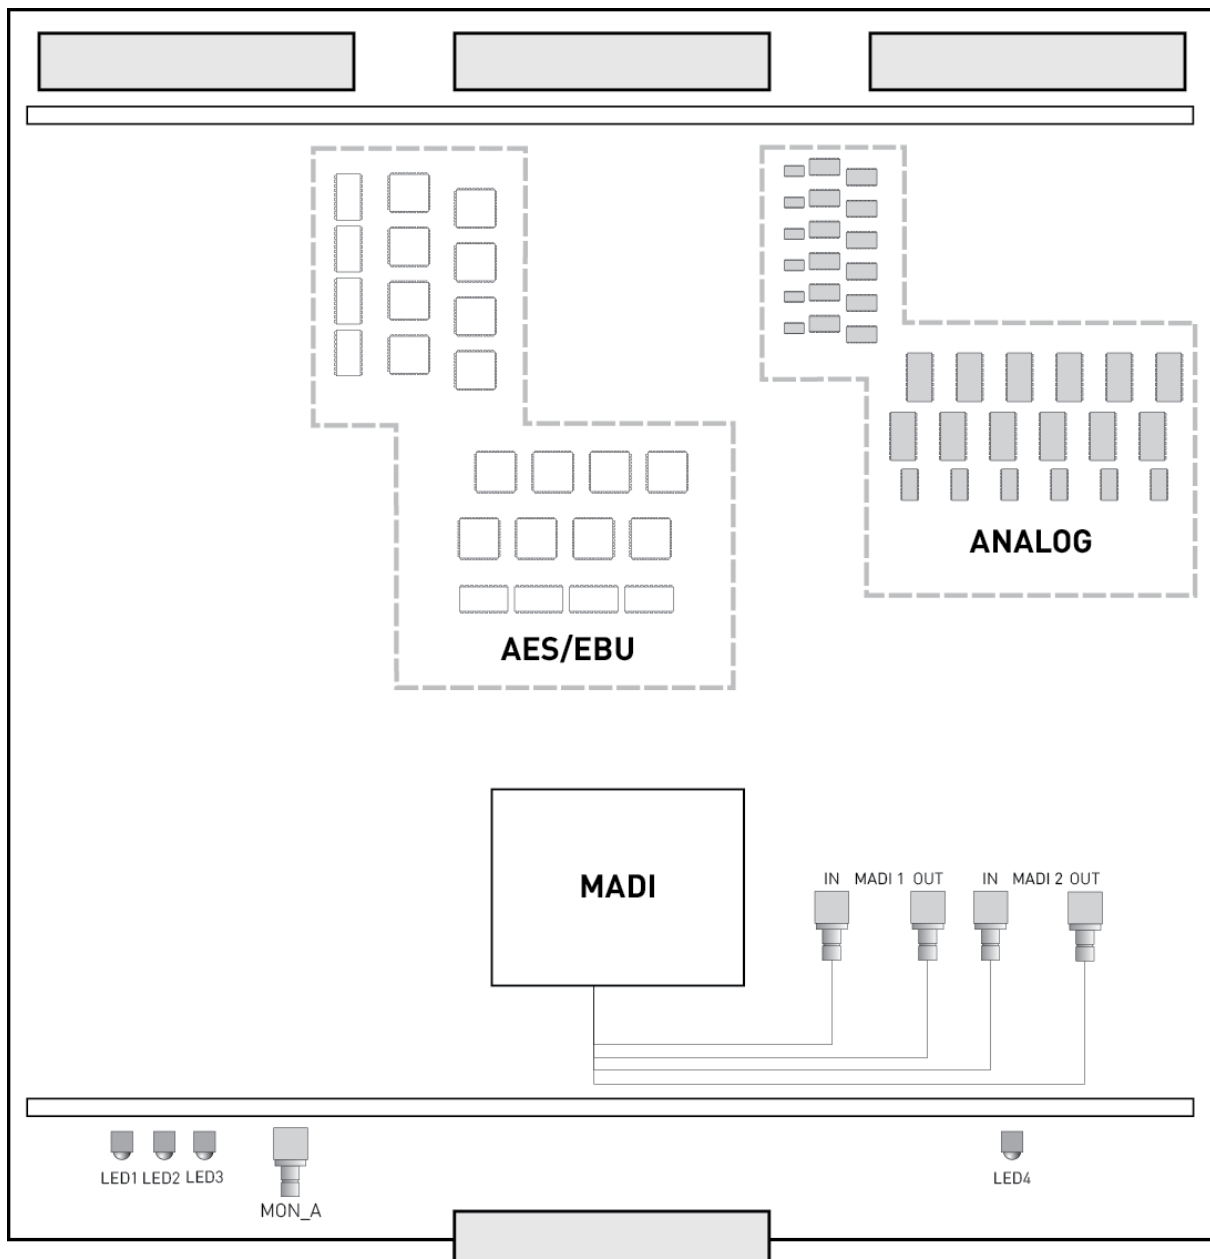 ANALOG
AES/EBU
MADI
IN MADI 1 OUT IN MADI 2 OUT
LED1 LED2 LED3
LED4
MON_A